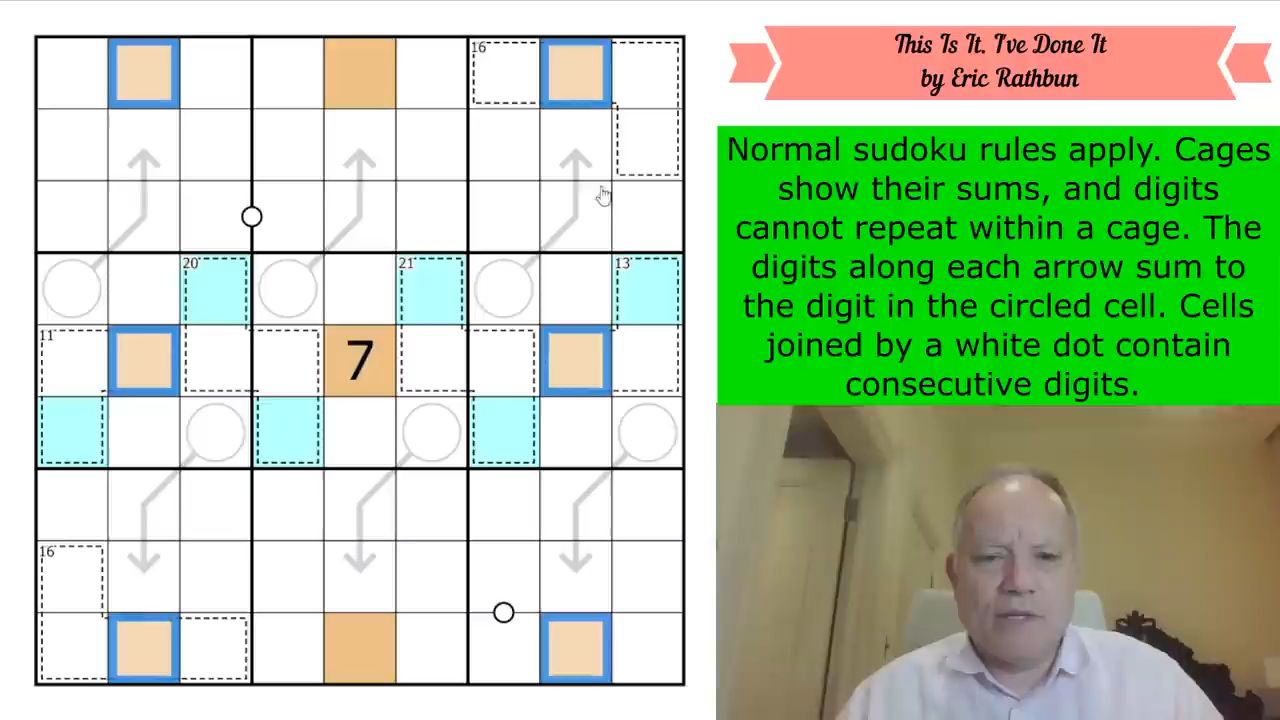 This Is It. I've Done It
by Eric Rathbun
16
Normal sudoku rules apply. Cages
show their sums, and digits
cannot repeat within a cage. The
digits along each arrow sum to
the digit in the circled cell. Cells
joined by a white dot contain
consecutive digits.
20
21
13
11
7
16